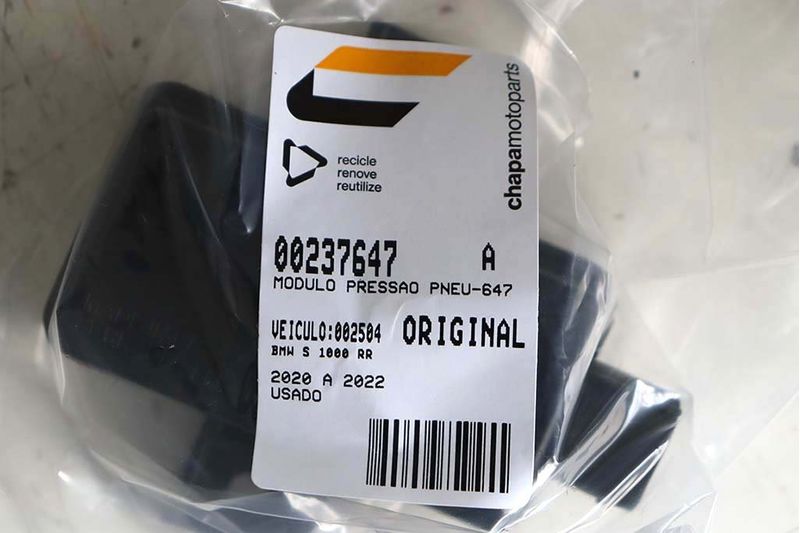 chapamotoparts
recicle
renove
reutilize
00237647 A
MODULO PRESSAO PNEU-647
VEICULO:002504 ORIGINAL
BMW S 1000 RR
2020 A 2022
USADO